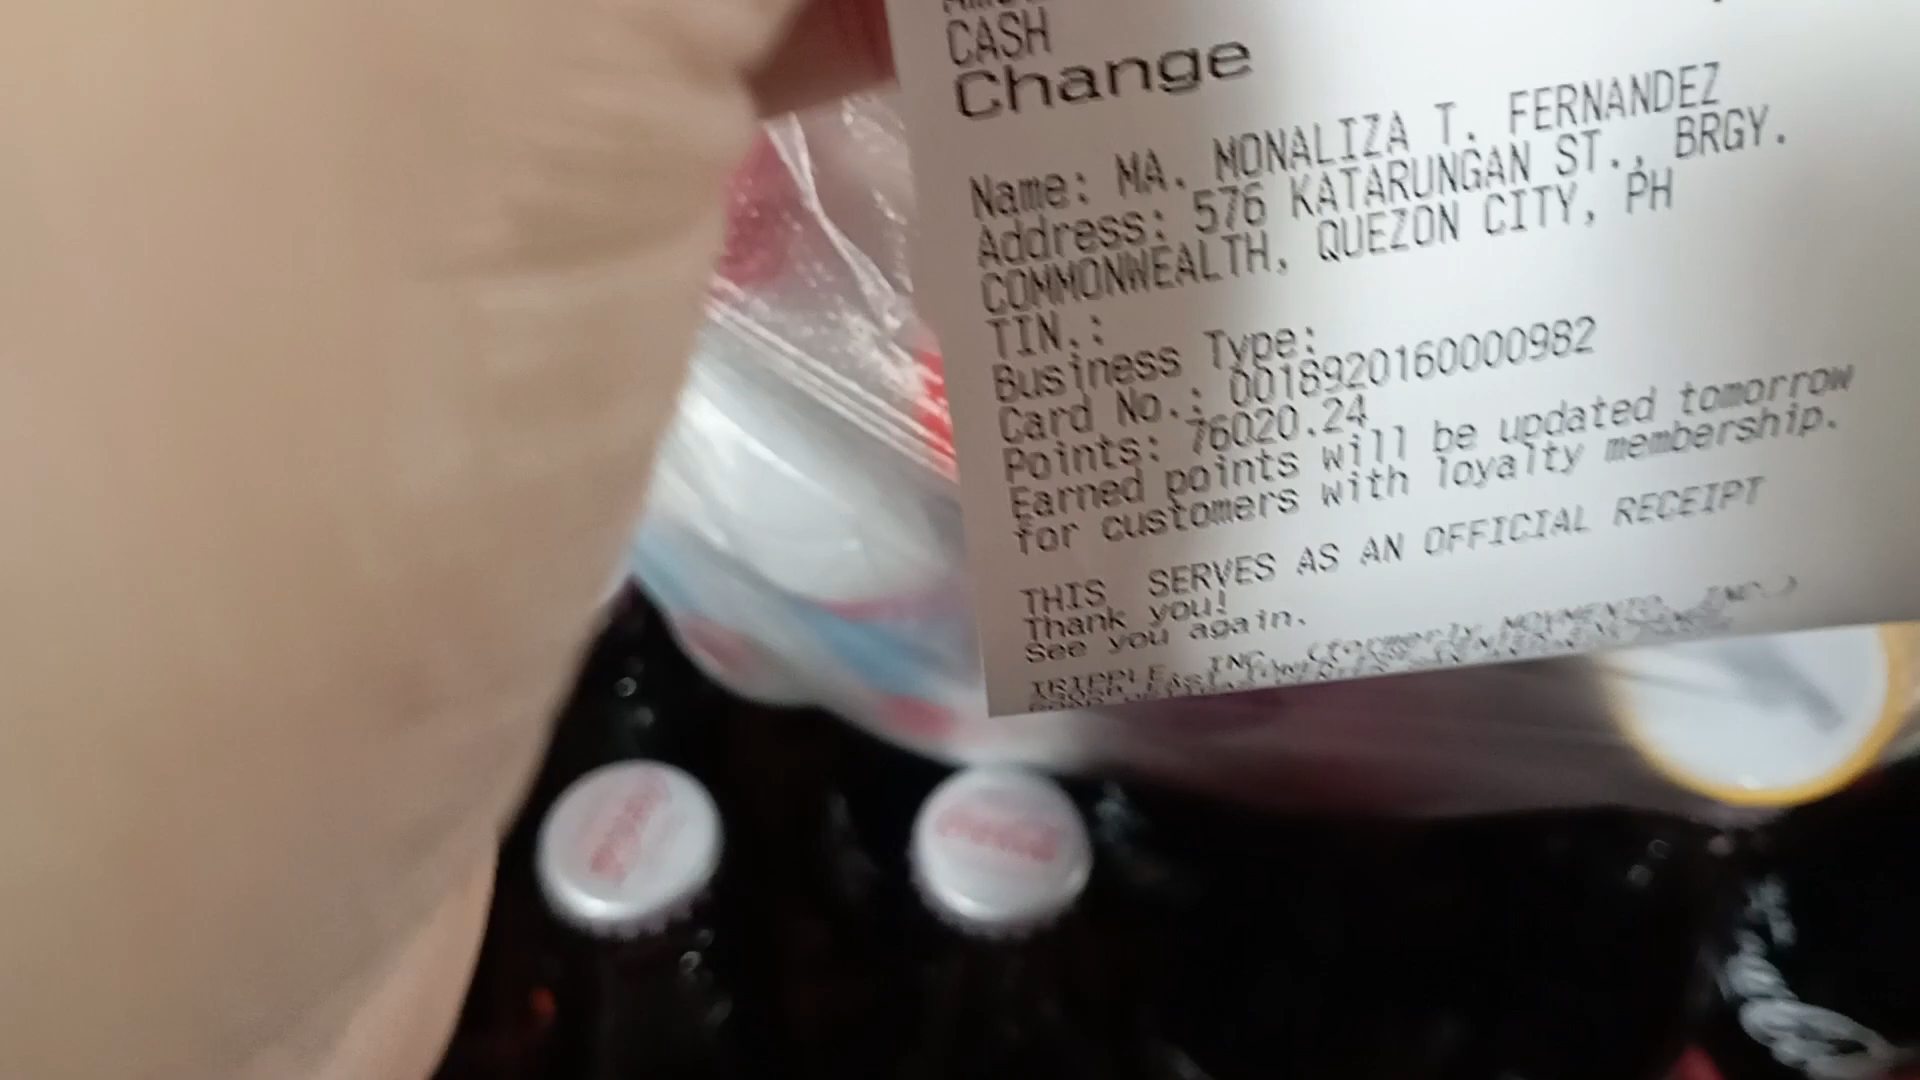 CASH
Change
Name: MA. MONALIZA T. FERNANDEZ
Address: 576 KATARUNGAN ST., BRGY.
COMMONWEALTH, QUEZON CITY, PH
TIN.:
Business Type:
Card No.: 0018920160000982
Points: 76020.24
Earned points will be updated tomorrow
for customers with loyalty membership.
THIS SERVES AS AN OFFICIAL RECEIPT
Thank you!
See you again.
INC. (formerly